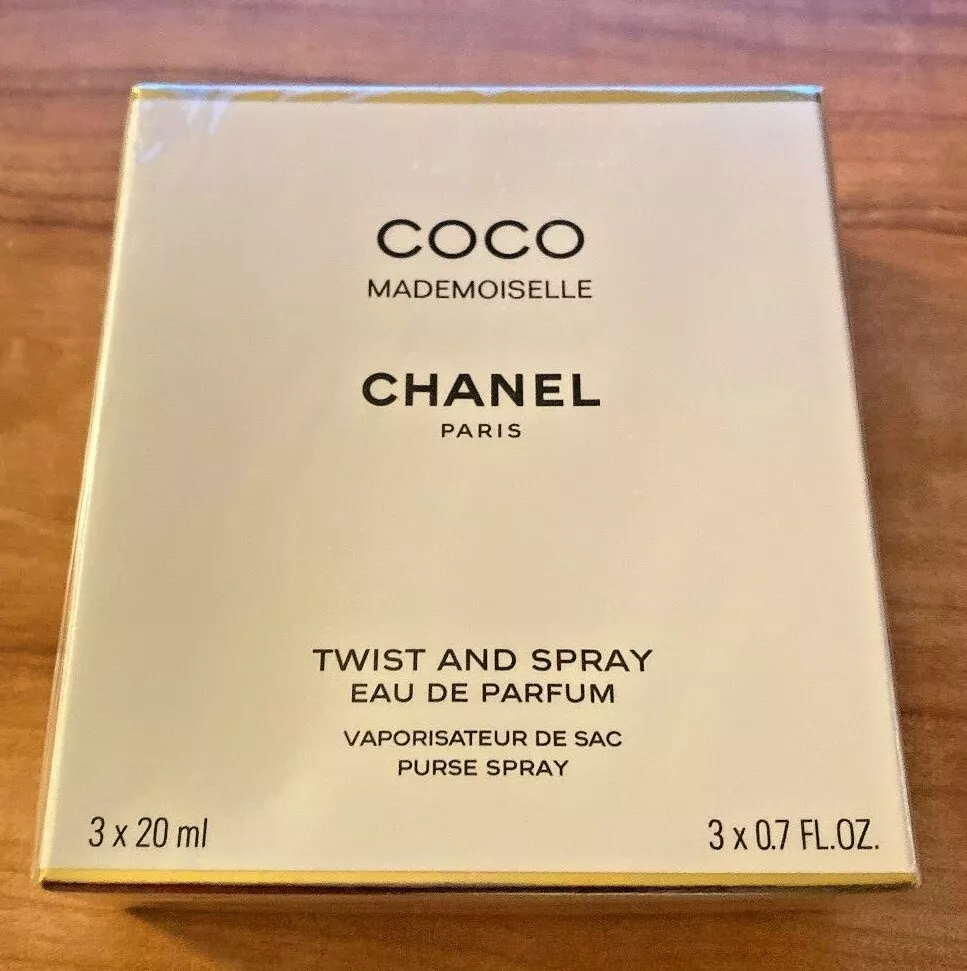 COCO
MADEMOISELLE
CHANEL
PARIS
TWIST AND SPRAY
EAU DE PARFUM
VAPORISATEUR DE SAC
PURSE SPRAY
3 x 20 ml
3 x 0.7 FL.OZ.